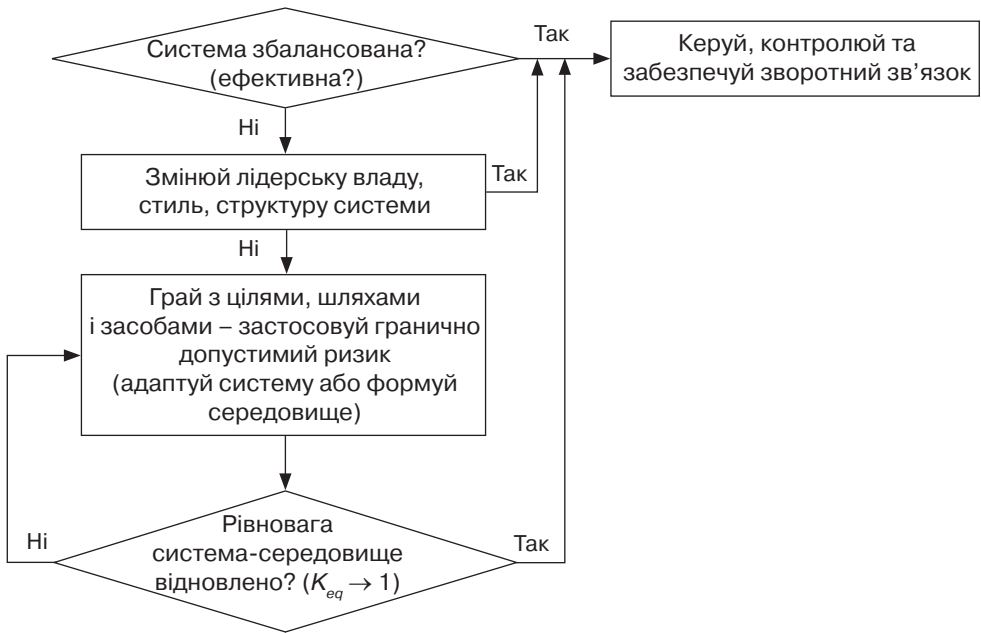 Система збалансована?
(ефективна?)
Так
Керуй, контролюй та
забезпечуй зворотний зв’язок
Ні
Змінюй лідерську владу,
стиль, структуру системи
Так
Ні
Грай з цілями, шляхами
і засобами – застосовуй гранично
допустимий ризик
(адаптуй систему або формуй
середовище)
Ні
Рівновага
система-середовище
відновлено? (K_eq → 1)
Так